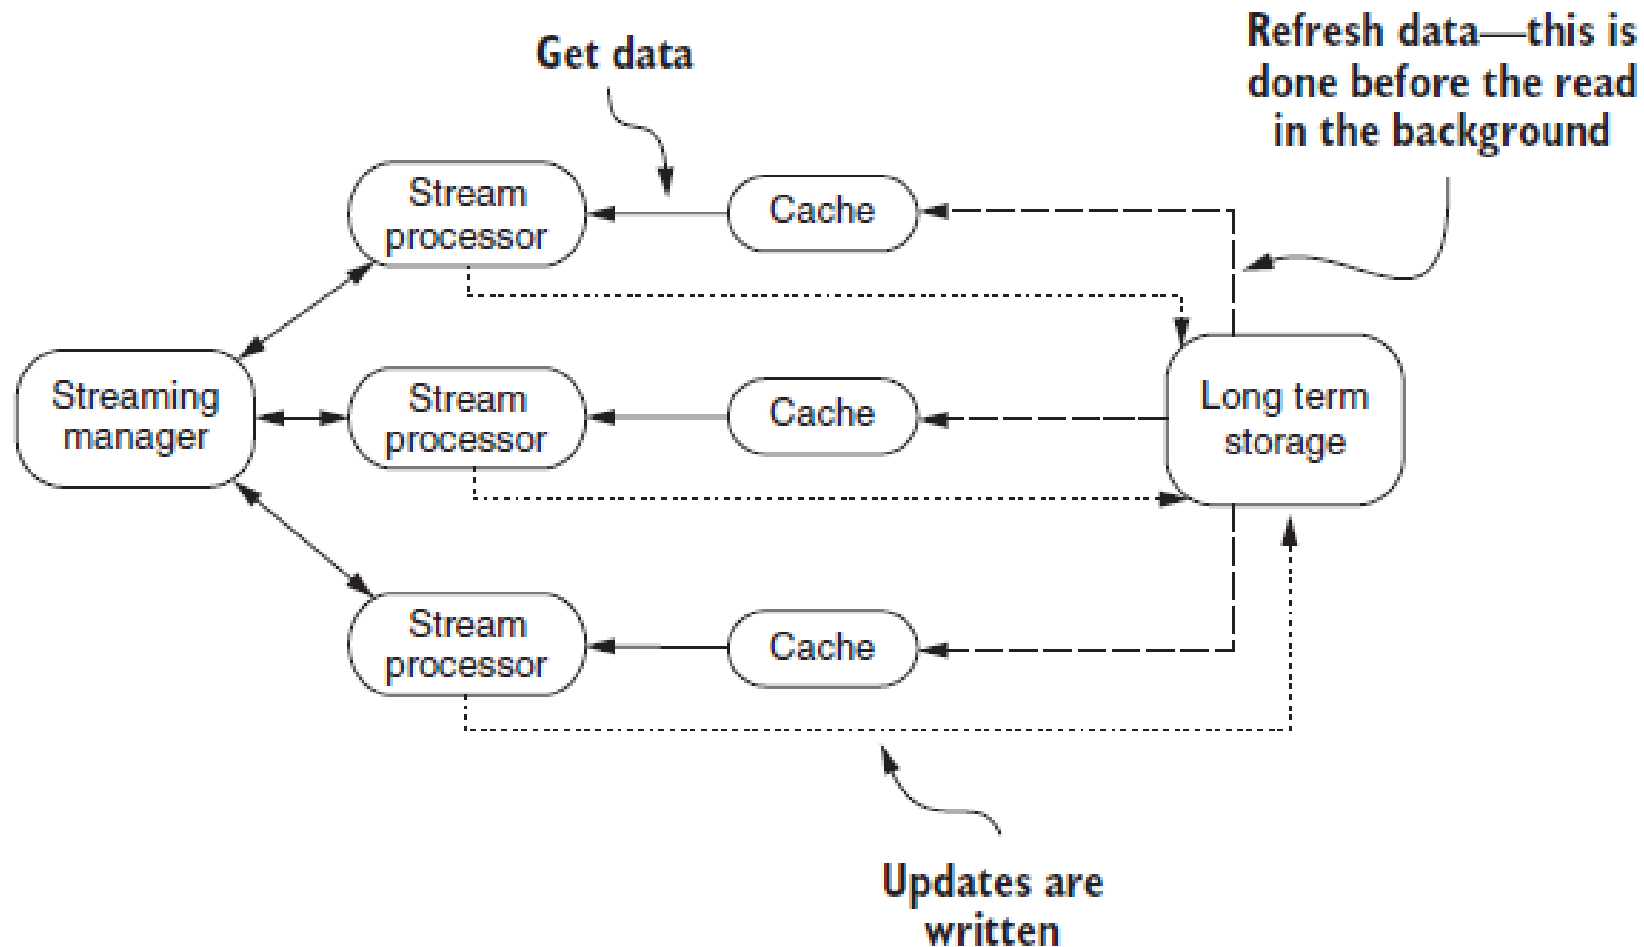 Get data
Refresh data—this is
done before the read
in the background
Stream
processor
Cache
Streaming
manager
Stream
processor
Cache
Long term
storage
Stream
processor
Cache
Updates are
written